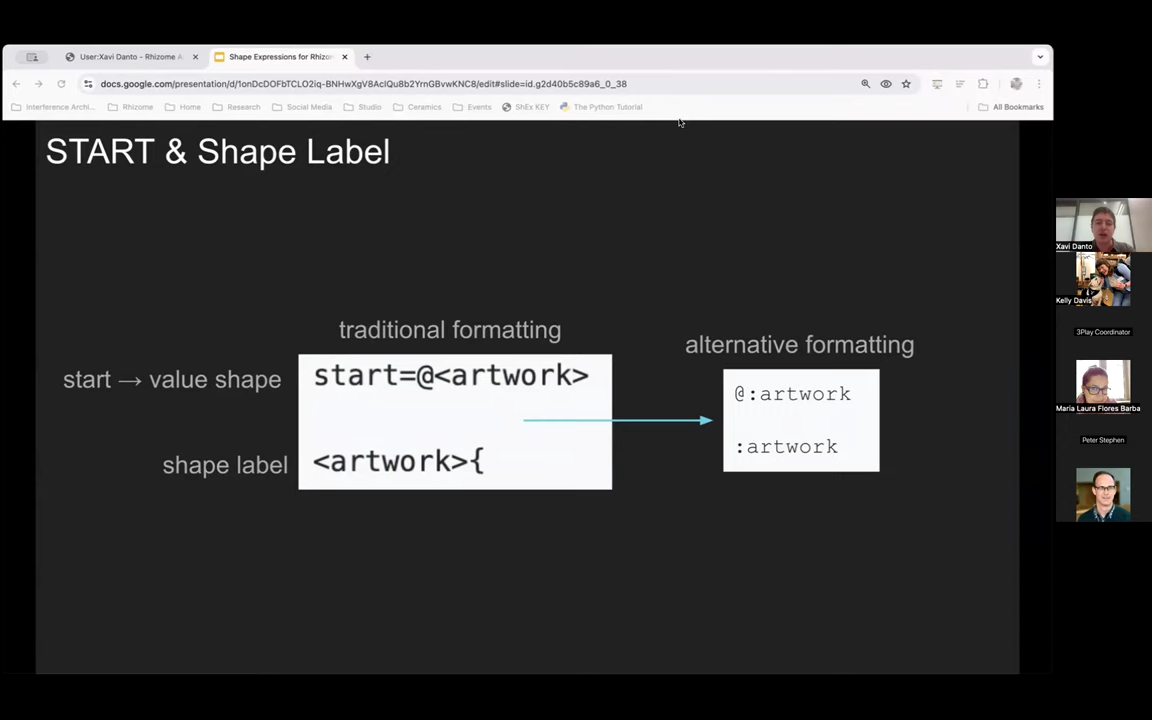 User:Xavi Danto - Rhizome A
Shape Expressions for Rhizom
docs.google.com/presentation/d/1onDcDOFbTCLO2iq-BNHwXgV8AcIQu8b2YrnGBvwKNC8/edit#slide=id.g2d40b5c89a6_0_38
Interference Archi... Rhizome Home Research Social Media Studio Ceramics Events ShEx KEY The Python Tutorial All Bookmarks
START & Shape Label
traditional formatting
alternative formatting
start → value shape
start=@<artwork>
@:artwork
shape label
<artwork>{
:artwork
Xavi Danto
Kelly Davis
3Play Coordinator
Maria Laura Flores Barba
Peter Stephen